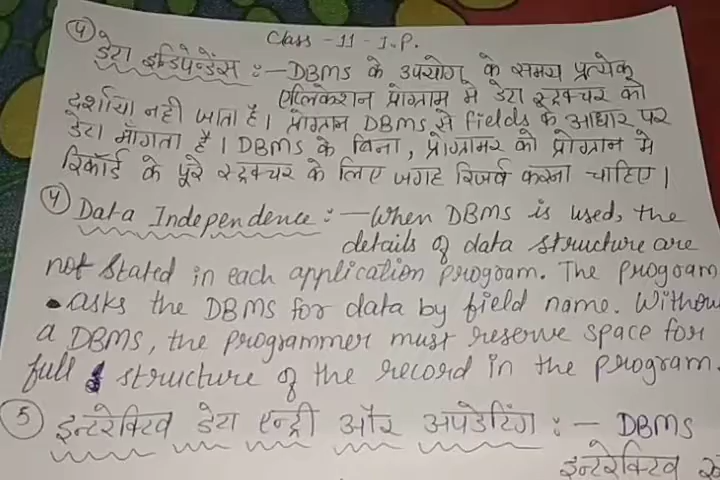 Class - 11 - I.P.
④ डेटा इंडिपेन्डेंस :— DBMS के उपयोग के समय प्रत्येक
एप्लिकेशन प्रोग्राम में डेटा स्ट्रक्चर को
दर्शाया नहीं जाता है। प्रोग्राम DBMS से fields के आधार पर
डेटा माँगता है। DBMS के बिना, प्रोग्रामर को प्रोग्राम में
रिकॉर्ड के पूरे स्ट्रक्चर के लिए जगह रिजर्व करना चाहिए।
④ Data Independence :— When DBMS is used, the
details of data structure are
not stated in each application program. The program
asks the DBMS for data by field name. Withou
a DBMS, the programmer must reserve space for
full structure of the record in the program.
⑤ इन्टरेक्टिव डेटा एन्ट्री और अपडेटिंग :— DBMS
इन्टरेक्टिव